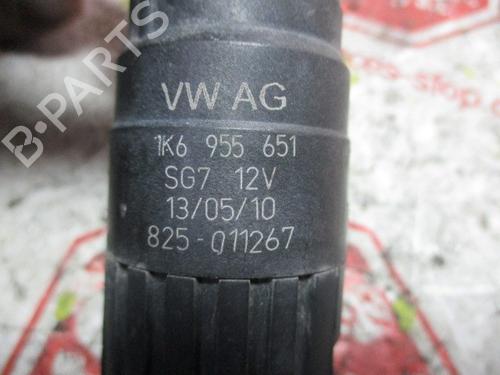 VW AG
1K6 955 651
SG7 12V
13/05/10
825-011267
B-PARTS